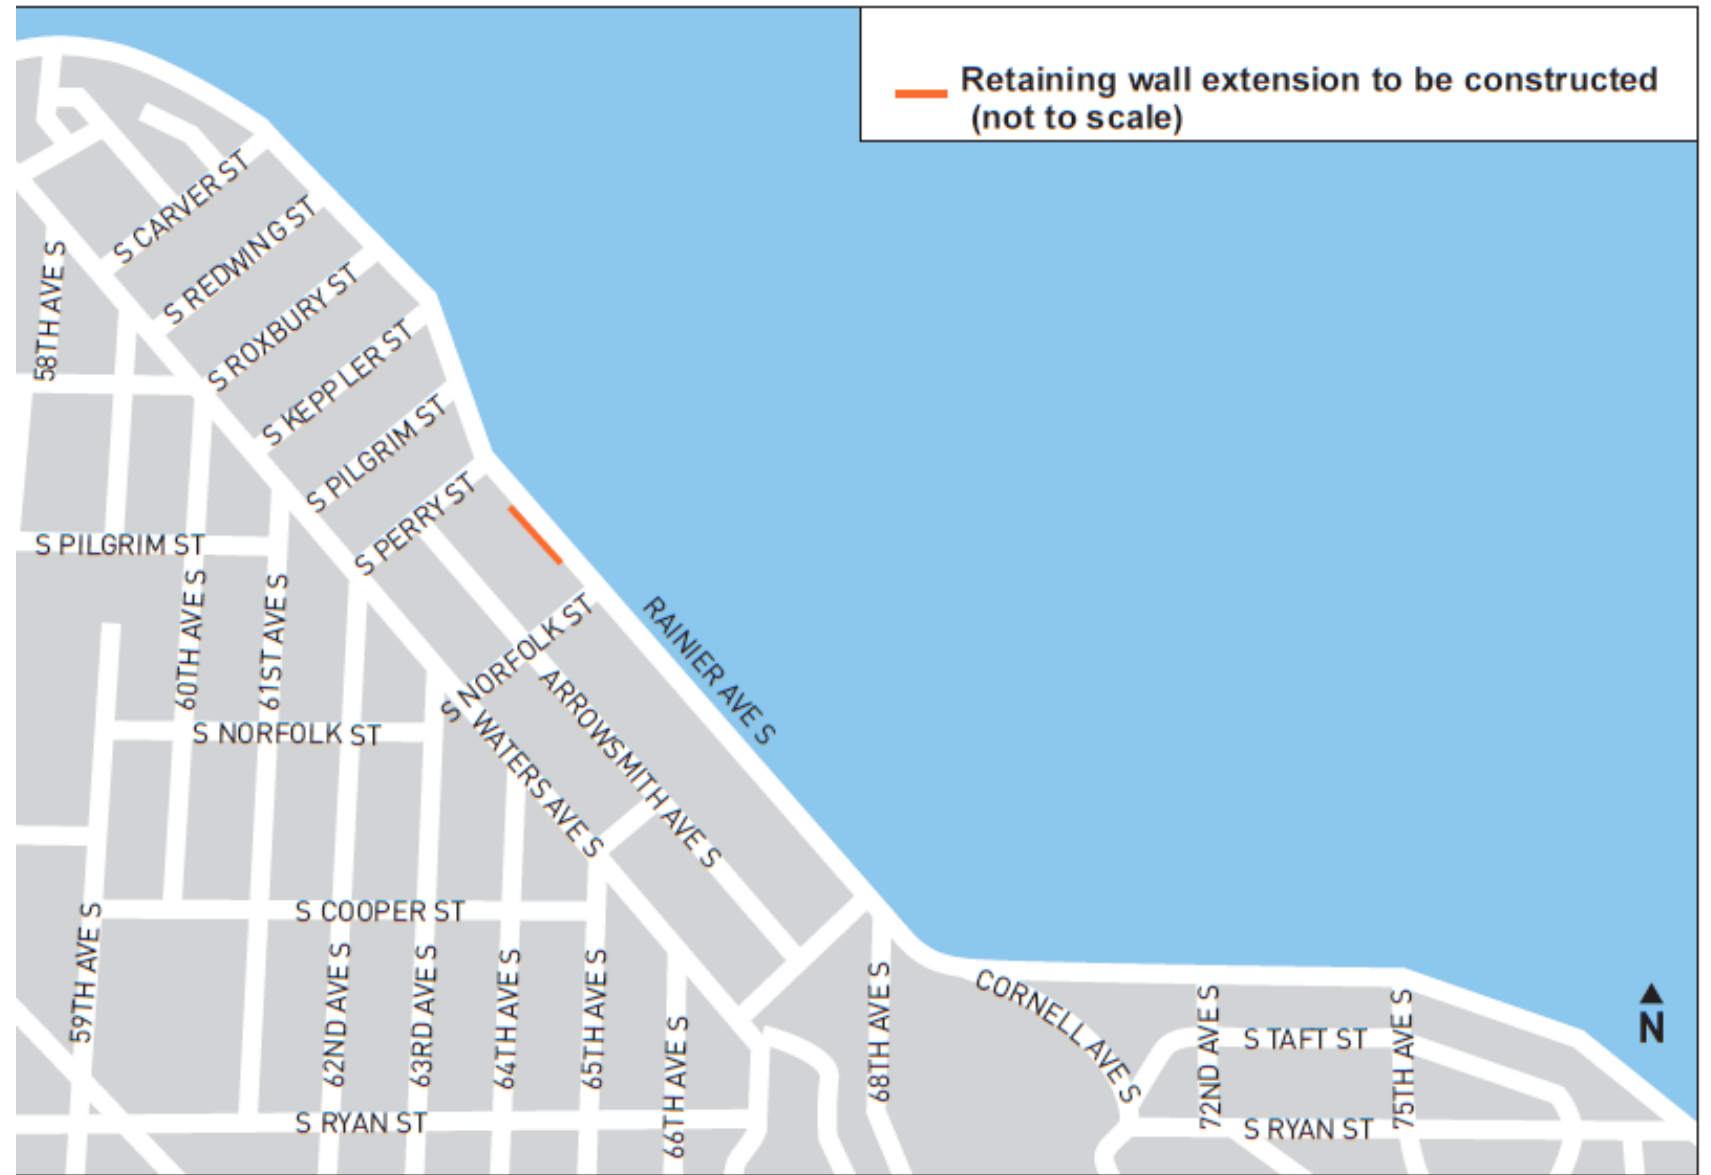 Retaining wall extension to be constructed
(not to scale)
S CARVER ST
S REDWING ST
58TH AVE S
S ROXBURY ST
S KEPPLER ST
S PILGRIM ST
S PERRY ST
S PILGRIM ST
60TH AVE S
61ST AVE S
S NORFOLK ST
RAINIER AVE S
S NORFOLK ST
S WATERS AVE S
ARROWSMITH AVE S
S COOPER ST
59TH AVE S
62ND AVE S
63RD AVE S
64TH AVE S
65TH AVE S
66TH AVE S
68TH AVE S
CORNELL AVE S
72ND AVE S
S TAFT ST
75TH AVE S
N
S RYAN ST
S RYAN ST